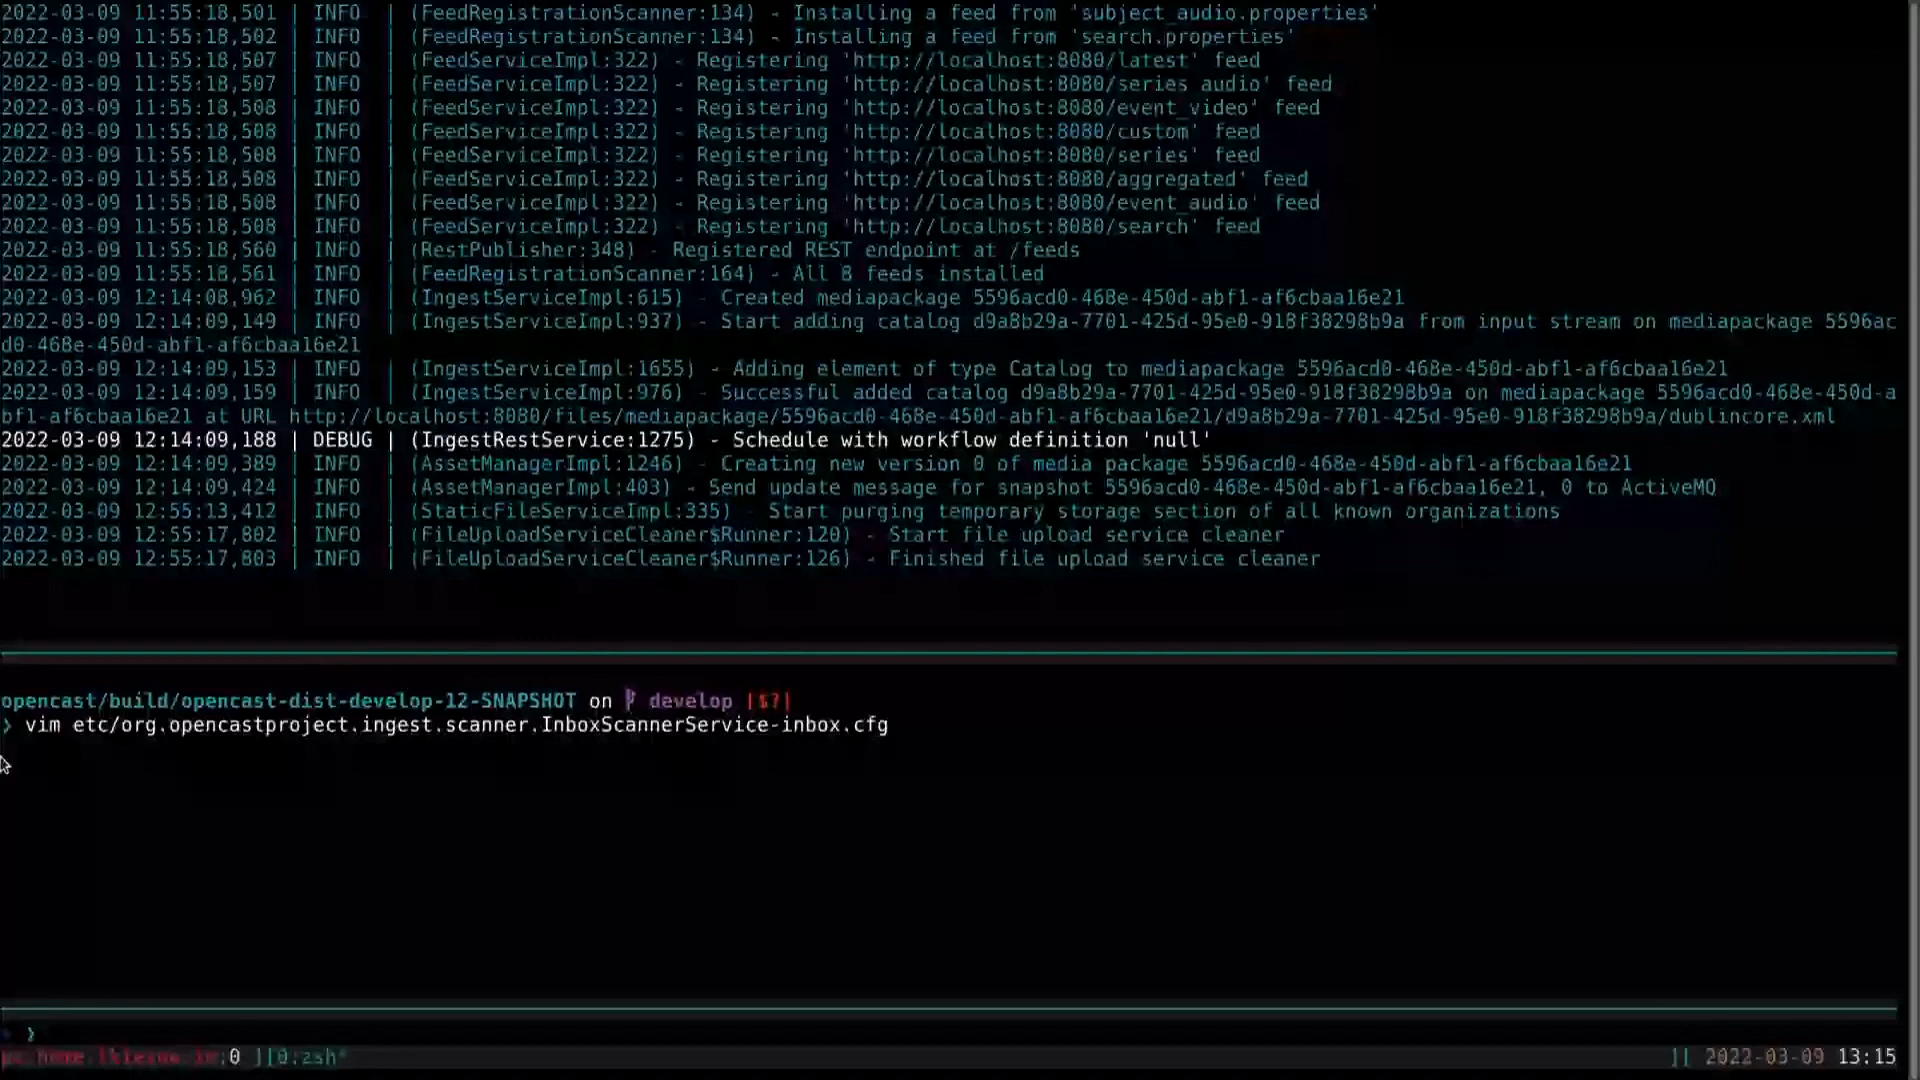 2022-03-09 11:55:18,501 | INFO  | (FeedRegistrationScanner:134) - Installing a feed from 'subject_audio.properties'
2022-03-09 11:55:18,502 | INFO  | (FeedRegistrationScanner:134) - Installing a feed from 'search.properties'
2022-03-09 11:55:18,507 | INFO  | (FeedServiceImpl:322) - Registering 'http://localhost:8080/latest' feed
2022-03-09 11:55:18,507 | INFO  | (FeedServiceImpl:322) - Registering 'http://localhost:8080/series_audio' feed
2022-03-09 11:55:18,508 | INFO  | (FeedServiceImpl:322) - Registering 'http://localhost:8080/event_video' feed
2022-03-09 11:55:18,508 | INFO  | (FeedServiceImpl:322) - Registering 'http://localhost:8080/custom' feed
2022-03-09 11:55:18,508 | INFO  | (FeedServiceImpl:322) - Registering 'http://localhost:8080/series' feed
2022-03-09 11:55:18,508 | INFO  | (FeedServiceImpl:322) - Registering 'http://localhost:8080/aggregated' feed
2022-03-09 11:55:18,508 | INFO  | (FeedServiceImpl:322) - Registering 'http://localhost:8080/event_audio' feed
2022-03-09 11:55:18,508 | INFO  | (FeedServiceImpl:322) - Registering 'http://localhost:8080/search' feed
2022-03-09 11:55:18,560 | INFO  | (RestPublisher:348) - Registered REST endpoint at /feeds
2022-03-09 11:55:18,561 | INFO  | (FeedRegistrationScanner:164) - All 8 feeds installed
2022-03-09 12:14:08,962 | INFO  | (IngestServiceImpl:615) - Created mediapackage 5596acd0-468e-450d-abf1-af6cbaa16e21
2022-03-09 12:14:09,149 | INFO  | (IngestServiceImpl:937) - Start adding catalog d9a8b29a-7701-425d-95e0-918f38298b9a from input stream on mediapackage 5596ac
d0-468e-450d-abf1-af6cbaa16e21
2022-03-09 12:14:09,153 | INFO  | (IngestServiceImpl:1655) - Adding element of type Catalog to mediapackage 5596acd0-468e-450d-abf1-af6cbaa16e21
2022-03-09 12:14:09,159 | INFO  | (IngestServiceImpl:976) - Successful added catalog d9a8b29a-7701-425d-95e0-918f38298b9a on mediapackage 5596acd0-468e-450d-a
bf1-af6cbaa16e21 at URL http://localhost:8080/files/mediapackage/5596acd0-468e-450d-abf1-af6cbaa16e21/d9a8b29a-7701-425d-95e0-918f38298b9a/dublincore.xml
2022-03-09 12:14:09,188 | DEBUG | (IngestRestService:1275) - Schedule with workflow definition 'null'
2022-03-09 12:14:09,389 | INFO  | (AssetManagerImpl:1246) - Creating new version 0 of media package 5596acd0-468e-450d-abf1-af6cbaa16e21
2022-03-09 12:14:09,424 | INFO  | (AssetManagerImpl:403) - Send update message for snapshot 5596acd0-468e-450d-abf1-af6cbaa16e21, 0 to ActiveMQ
2022-03-09 12:55:13,412 | INFO  | (StaticFileServiceImpl:335) - Start purging temporary storage section of all known organizations
2022-03-09 12:55:17,802 | INFO  | (FileUploadServiceCleaner$Runner:120) - Start file upload service cleaner
2022-03-09 12:55:17,803 | INFO  | (FileUploadServiceCleaner$Runner:126) - Finished file upload service cleaner
opencast/build/opencast-dist-develop-12-SNAPSHOT on develop [$?]
❯ vim etc/org.opencastproject.ingest.scanner.InboxScannerService-inbox.cfg
❯
:0 ][0:zsh* ][ 2022-03-09 13:15